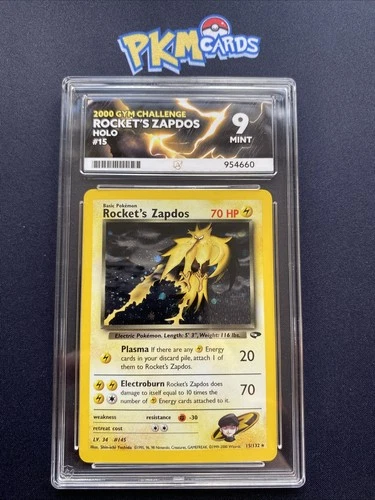 PKMCARDS
2000 GYM CHALLENGE
ROCKET'S ZAPDOS
HOLO
#15
9
MINT
954660
Basic Pokémon
Rocket's Zapdos 70 HP
Electric Pokémon. Length: 5' 3", Weight: 116 lbs.
Plasma If there are any Energy
cards in your discard pile, attach 1
of them to Rocket's Zapdos.
20
Electroburn Rocket's Zapdos does
damage to itself equal to 10 times the
number of Energy cards attached to it.
70
weakness resistance -30
retreat cost
LV. 34 #145
15/132 ★